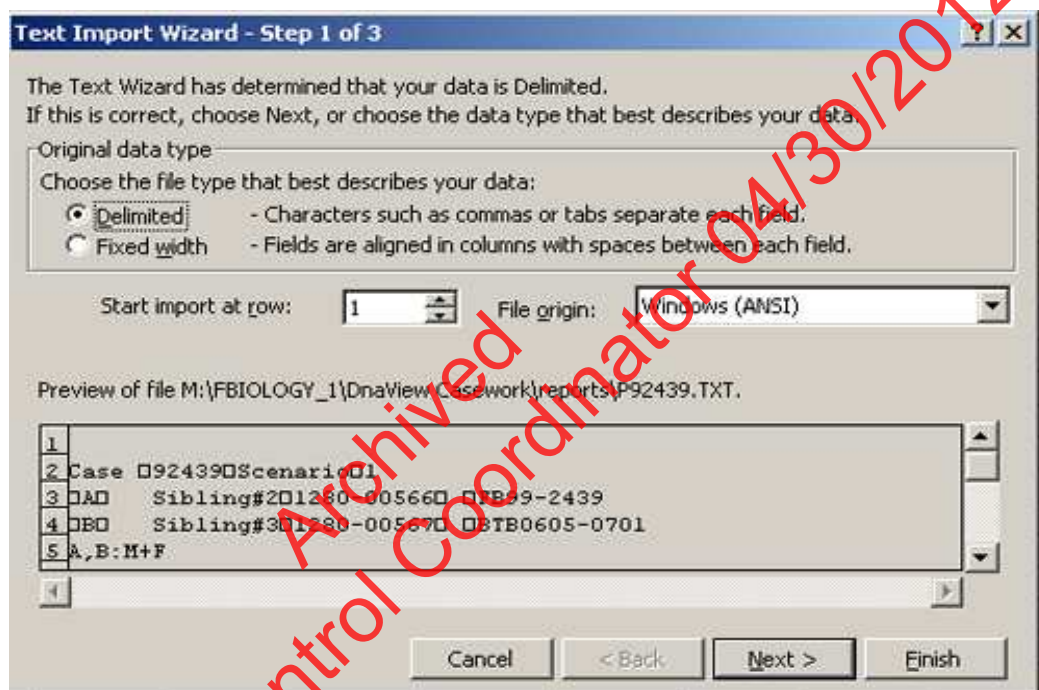 Text Import Wizard - Step 1 of 3
The Text Wizard has determined that your data is Delimited.
If this is correct, choose Next, or choose the data type that best describes your data.
Original data type
Choose the file type that best describes your data:
Delimited - Characters such as commas or tabs separate each field.
Fixed width - Fields are aligned in columns with spaces between each field.
Start import at row: 1 File origin: Windows (ANSI)
Preview of file M:\FBIOLOGY_1\DnaView Casework\reports\P92439.TXT.
1
2 Case □92439□Scenario□1
3 □A□ Sibling#2□1280-00566□ □FB99-2439
4 □B□ Sibling#3□1280-00567□ □BTB0605-0701
5 A,B:M+F
Cancel < Back Next > Finish
Archived
Coordinator 04/30/201